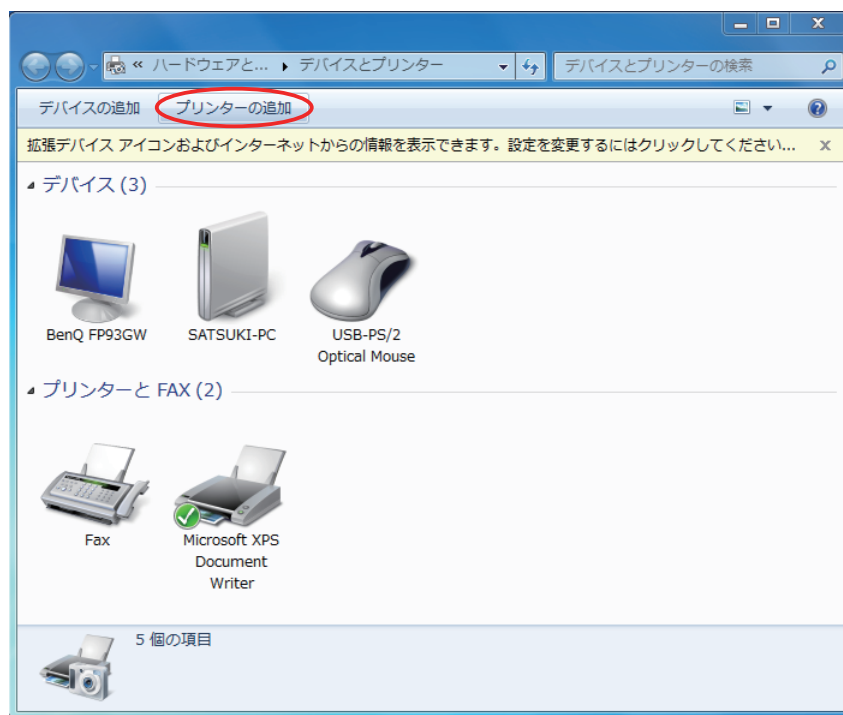 « ハードウェアと... ▸ デバイスとプリンター
デバイスとプリンターの検索
デバイスの追加 プリンターの追加
拡張デバイス アイコンおよびインターネットからの情報を表示できます。設定を変更するにはクリックしてください... x
デバイス (3)
BenQ FP93GW
SATSUKI-PC
USB-PS/2
Optical Mouse
プリンターと FAX (2)
Fax
Microsoft XPS
Document
Writer
5 個の項目